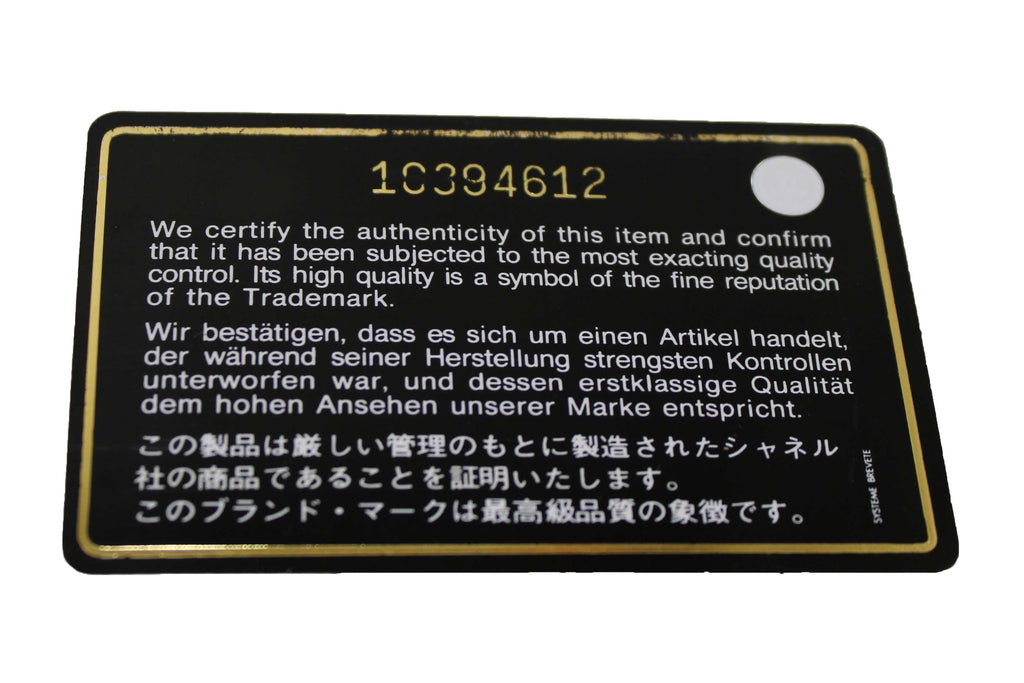 10394612
We certify the authenticity of this item and confirm
that it has been subjected to the most exacting quality
control. Its high quality is a symbol of the fine reputation
of the Trademark.
Wir bestätigen, dass es sich um einen Artikel handelt,
der während seiner Herstellung strengsten Kontrollen
unterworfen war, und dessen erstklassige Qualität
dem hohen Ansehen unserer Marke entspricht.
この製品は厳しい管理のもとに製造されたシャネル
社の商品であることを証明いたします。
このブランド・マークは最高級品質の象徴です。
SYSTEME BREVETE